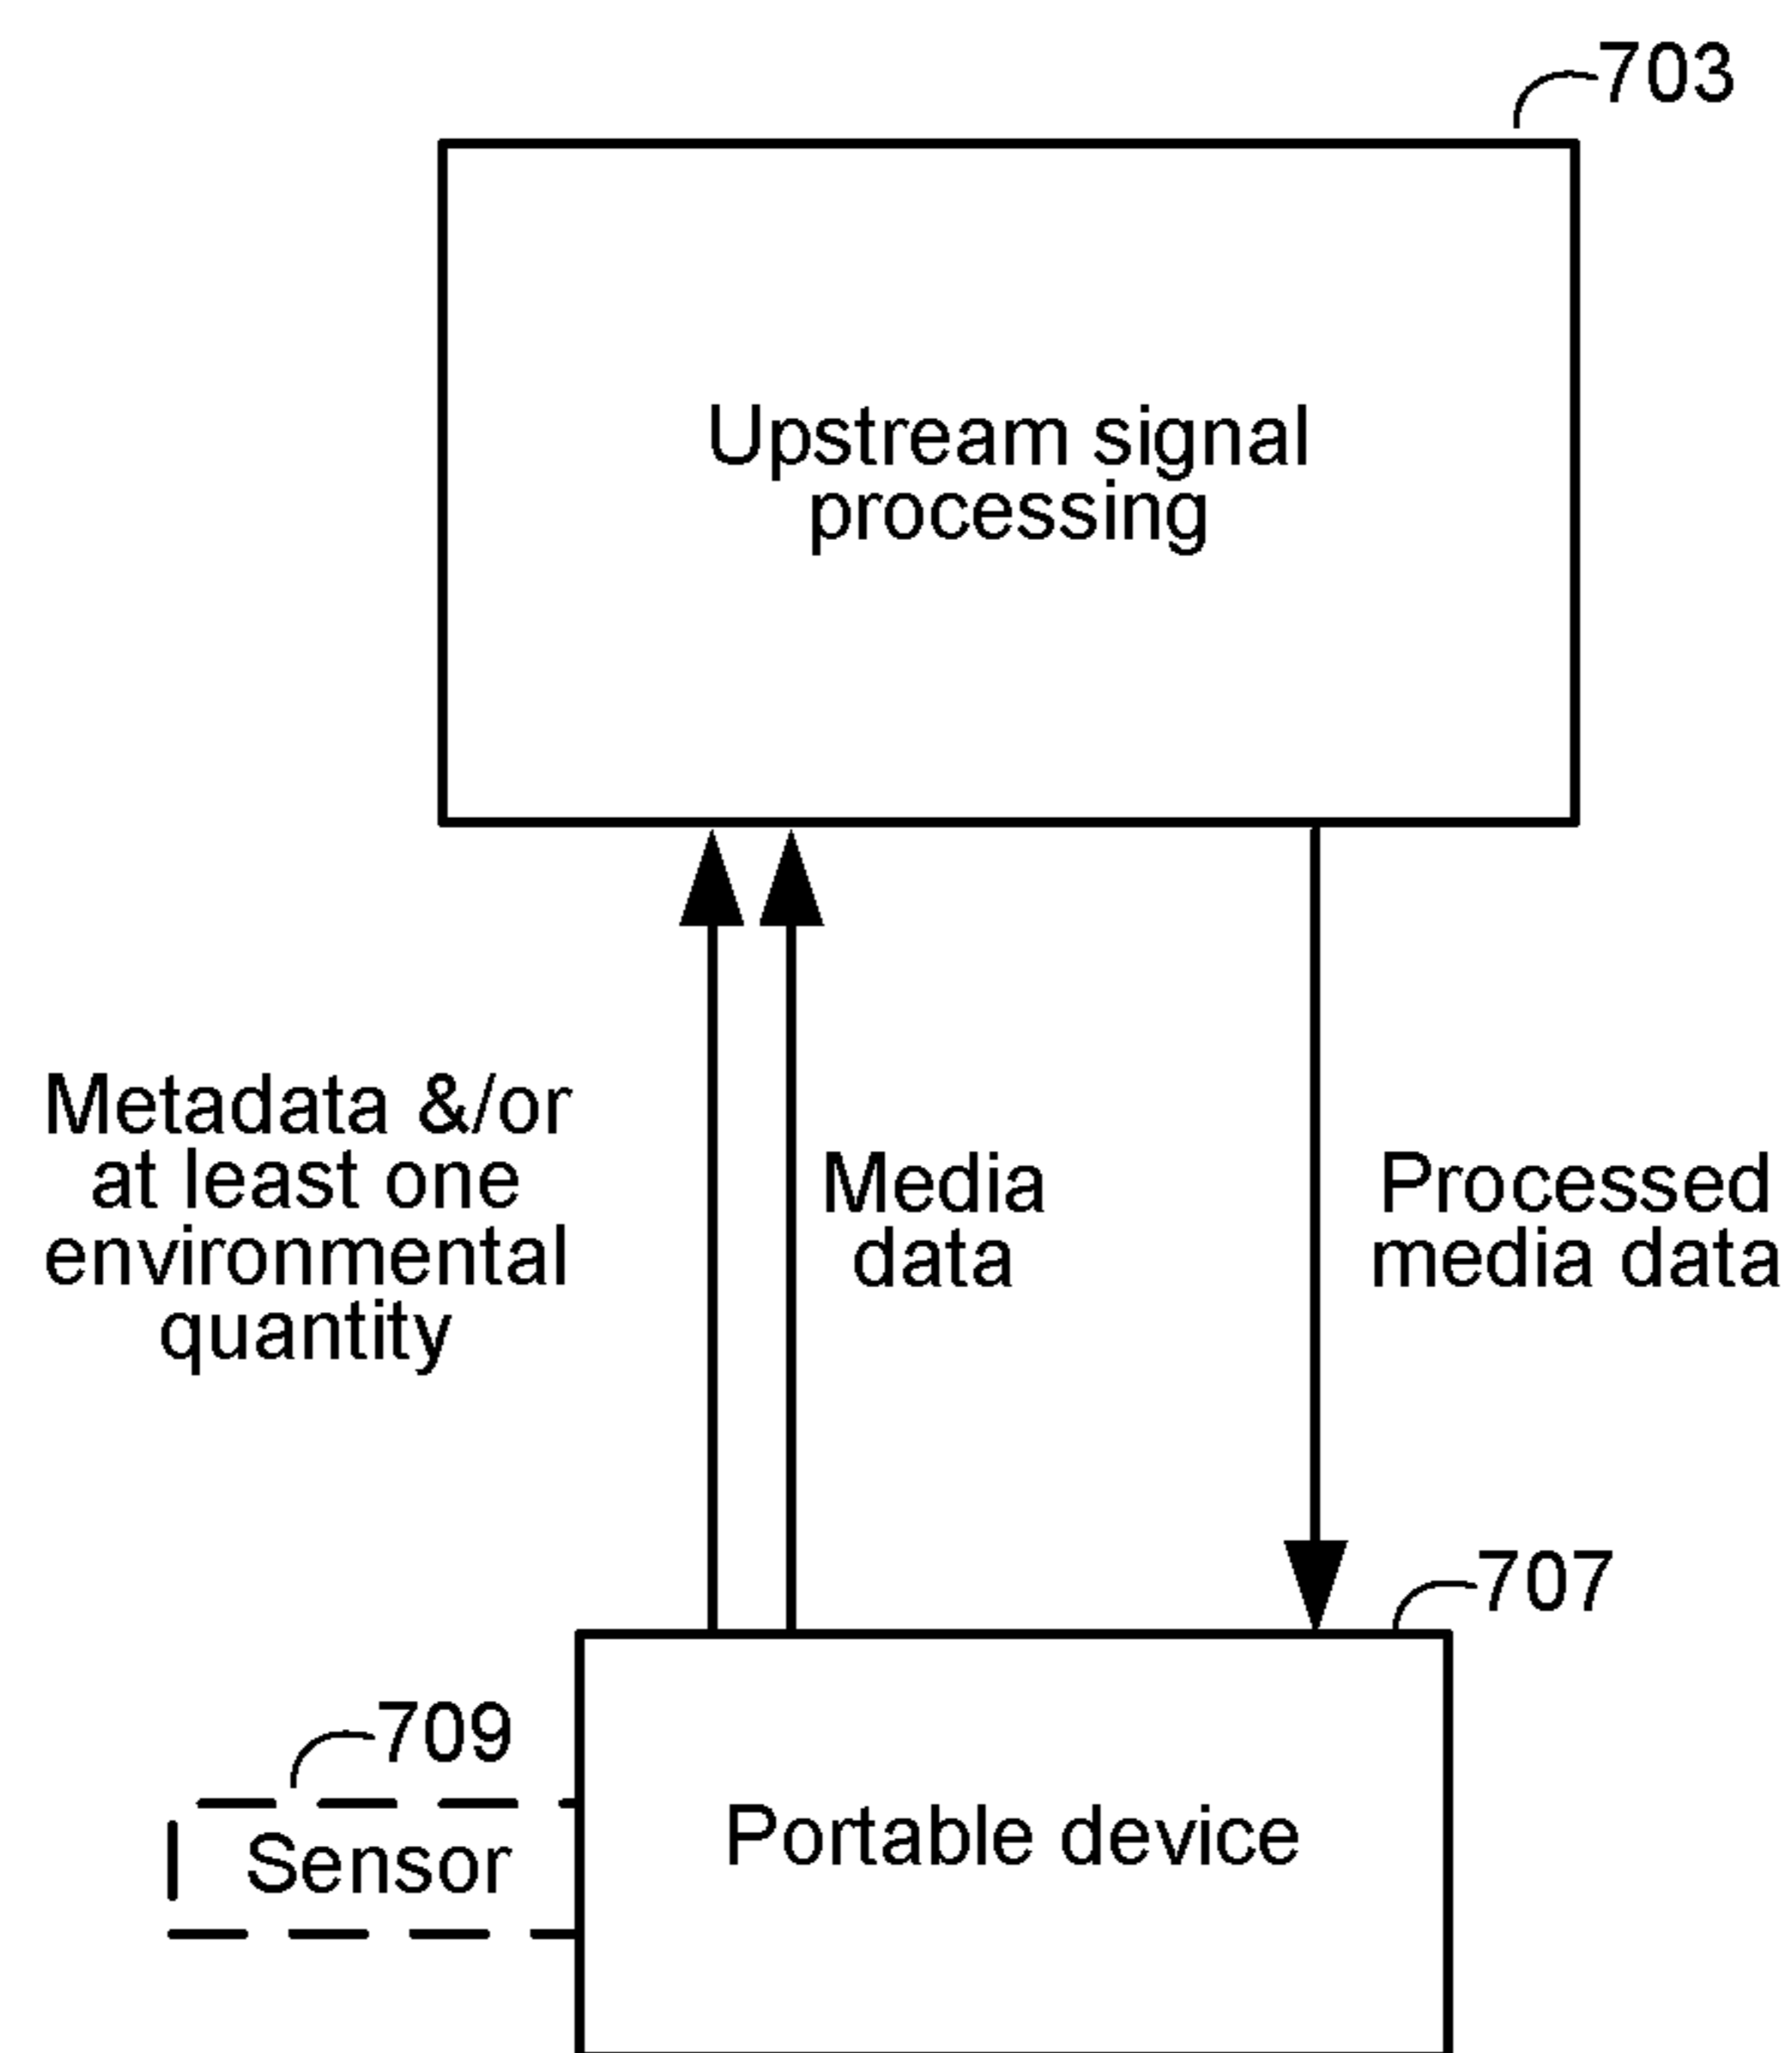 703
Upstream signal
processing
Metadata &/or
at least one
environmental
quantity
Media
data
Processed
media data
707
709
Sensor
Portable device